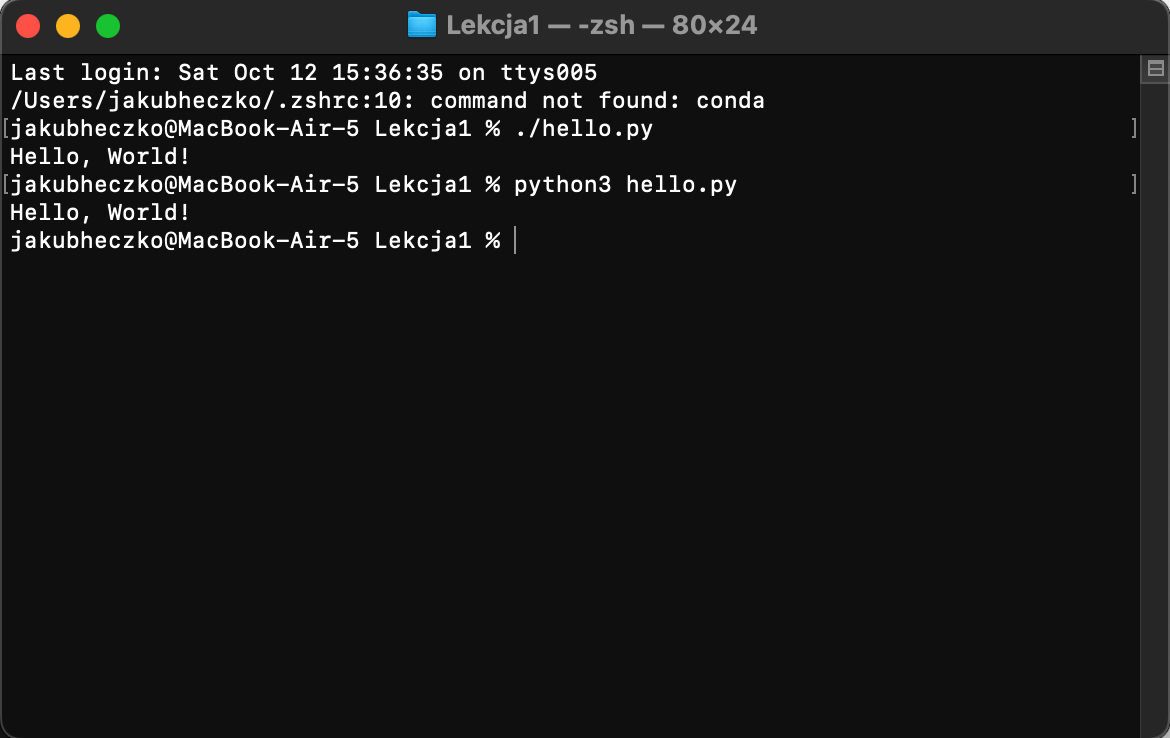 Lekcja1 — -zsh — 80×24
Last login: Sat Oct 12 15:36:35 on ttys005
/Users/jakubheczko/.zshrc:10: command not found: conda
[jakubheczko@MacBook-Air-5 Lekcja1 % ./hello.py ]
Hello, World!
[jakubheczko@MacBook-Air-5 Lekcja1 % python3 hello.py ]
Hello, World!
jakubheczko@MacBook-Air-5 Lekcja1 %